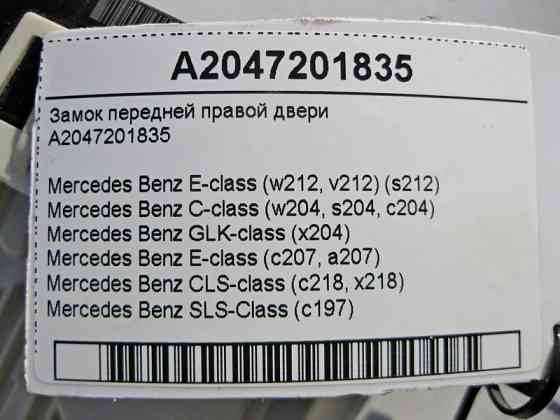 A2047201835
Замок передней правой двери
A2047201835
Mercedes Benz E-class (w212, v212) (s212)
Mercedes Benz C-class (w204, s204, c204)
Mercedes Benz GLK-class (x204)
Mercedes Benz E-class (c207, a207)
Mercedes Benz CLS-class (c218, x218)
Mercedes Benz SLS-Class (c197)